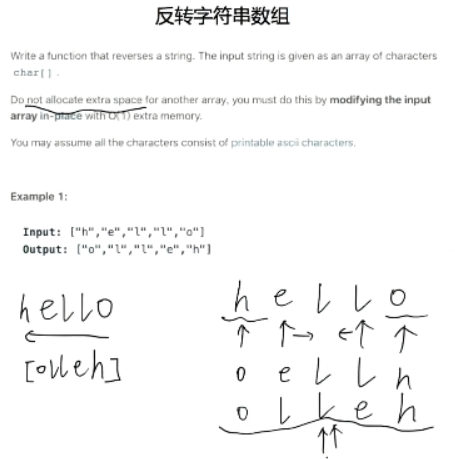 反转字符串数组
Write a function that reverses a string. The input string is given as an array of characters
char[] .
Do not allocate extra space for another array, you must do this by modifying the input
array in-place with O(1) extra memory.
You may assume all the characters consist of printable ascii characters.
Example 1:
Input: ["h","e","l","l","o"]
Output: ["o","l","l","e","h"]
hello
[olleh]
h e l l o
o e l l h
o l l e h